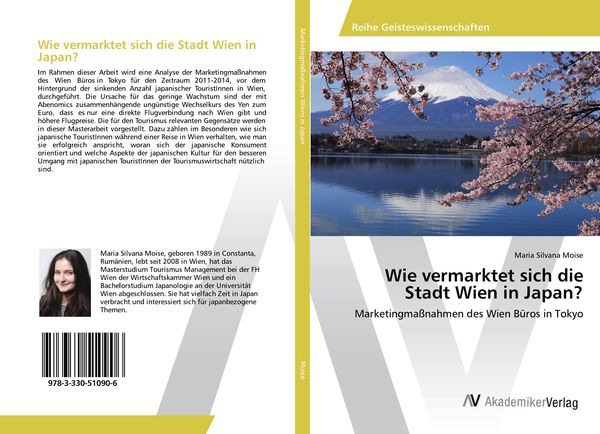 Wie vermarktet sich die Stadt Wien in
Japan?
Im Rahmen dieser Arbeit wird eine Analyse der Marketingmaßnahmen
des Wien Büros in Tokyo für den Zeitraum 2011-2014, vor dem
Hintergrund der sinkenden Anzahl japanischer TouristInnen in Wien,
durchgeführt. Die Ursache für das geringe Wachstum sind der mit
Abenomics zusammenhängende ungünstige Wechselkurs des Yen zum
Euro, dass es nur eine direkte Flugverbindung nach Wien gibt und
höhere Flugpreise. Die für den Tourismus relevanten Gegensätze werden
in dieser Masterarbeit vorgestellt. Dazu zählen im Besonderen wie sich
japanische TouristInnen während einer Reise in Wien verhalten, wie man
sie erfolgreich anspricht, woran sich der japanische Konsument
orientiert und welche Aspekte der japanischen Kultur für den besseren
Umgang mit japanischen TouristInnen der Tourismuswirtschaft nützlich
sind.
Maria Silvana Moise, geboren 1989 in Constanta,
Rumänien, lebt seit 2008 in Wien, hat das
Masterstudium Tourismus Management bei der FH
Wien der Wirtschaftskammer Wien und ein
Bachelorstudium Japanologie an der Universität
Wien abgeschlossen. Sie hat vielfach Zeit in Japan
verbracht und interessiert sich für japanbezogene
Themen.
978-3-330-51090-6
Marketingmaßnahmen Wiens in Japan
Moise
Reihe Geisteswissenschaften
Maria Silvana Moise
Wie vermarktet sich die
Stadt Wien in Japan?
Marketingmaßnahmen des Wien Büros in Tokyo
AV AkademikerVerlag